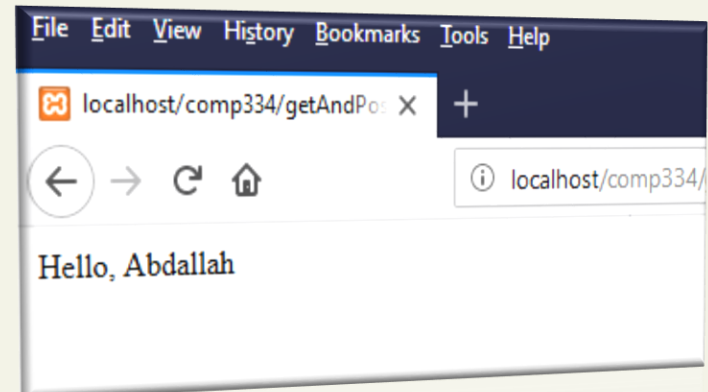 File Edit View History Bookmarks Tools Help
localhost/comp334/getAndPos
localhost/comp334/
Hello, Abdallah